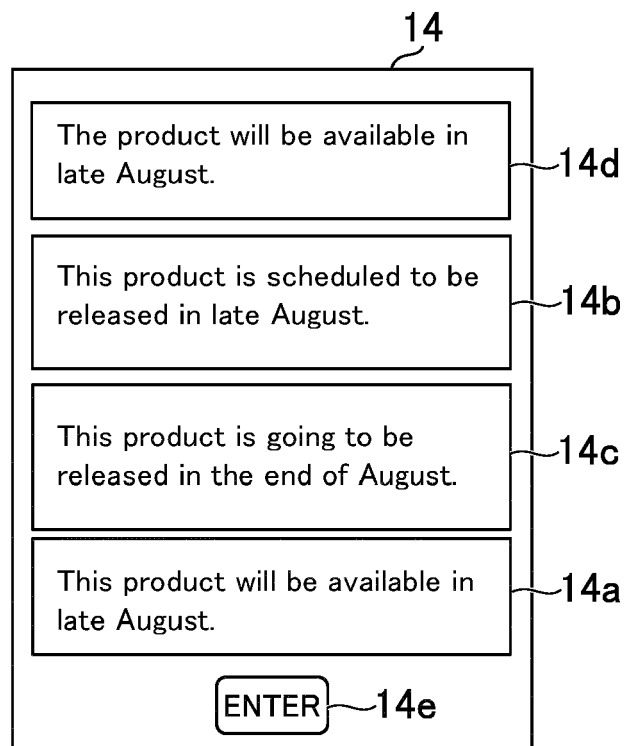 14
The product will be available in
late August.
14d
This product is scheduled to be
released in late August.
14b
This product is going to be
released in the end of August.
14c
This product will be available in
late August.
14a
ENTER
14e